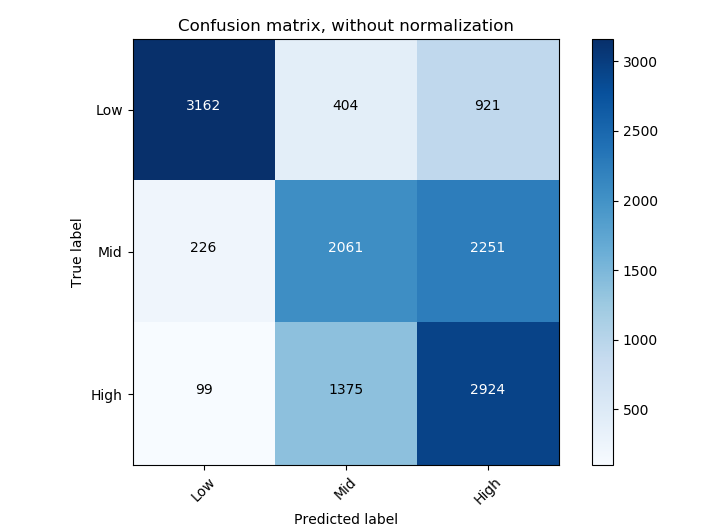 Confusion matrix, without normalization
Low 3162 404 921
Mid 226 2061 2251
High 99 1375 2924
Low Mid High
Predicted label
True label
3000
2500
2000
1500
1000
500